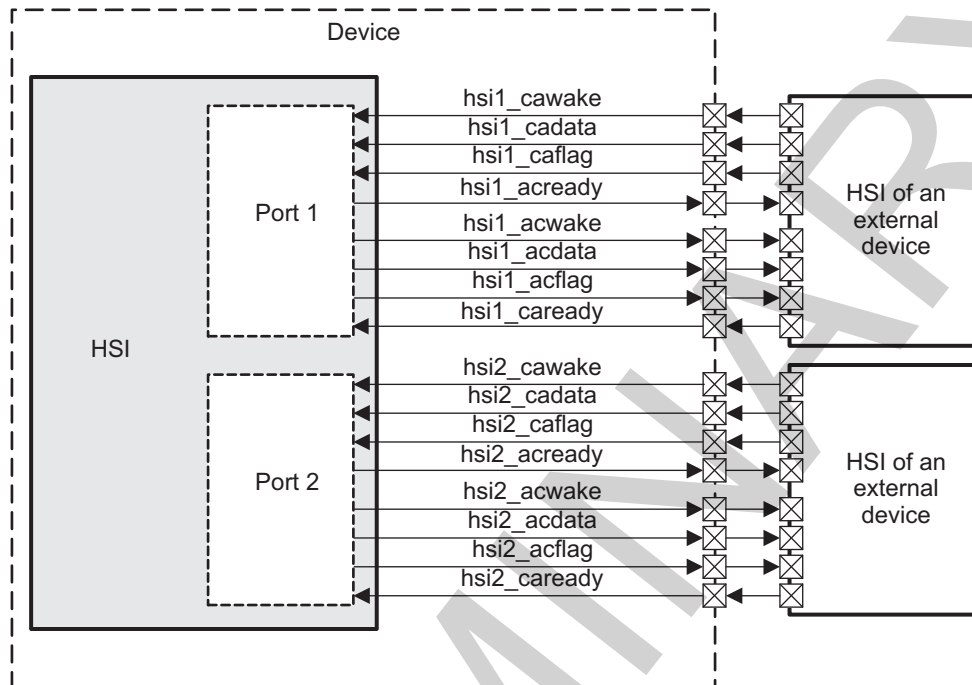 Device
hsi1_cawake
hsi1_cadata
hsi1_caflag
hsi1_acready
hsi1_acwake
hsi1_acdata
hsi1_acflag
hsi1_caready
Port 1
HSI of an
external
device
HSI
hsi2_cawake
hsi2_cadata
hsi2_caflag
hsi2_acready
hsi2_acwake
hsi2_acdata
hsi2_acflag
hsi2_caready
Port 2
HSI of an
external
device